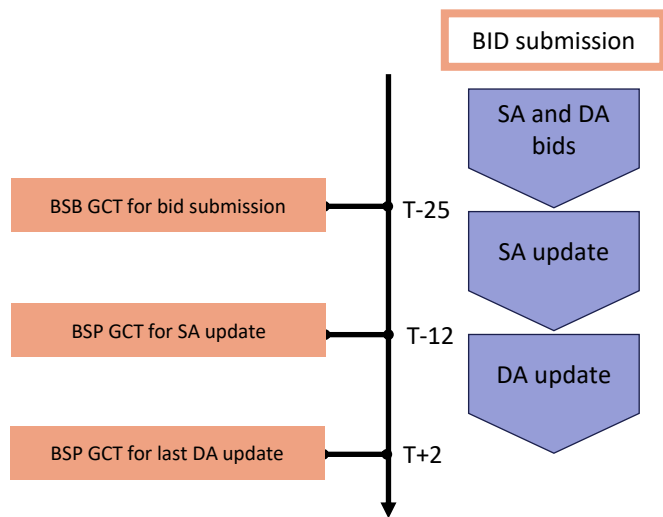 BID submission
SA and DA
bids
BSB GCT for bid submission
T-25
SA update
BSP GCT for SA update
T-12
DA update
BSP GCT for last DA update
T+2